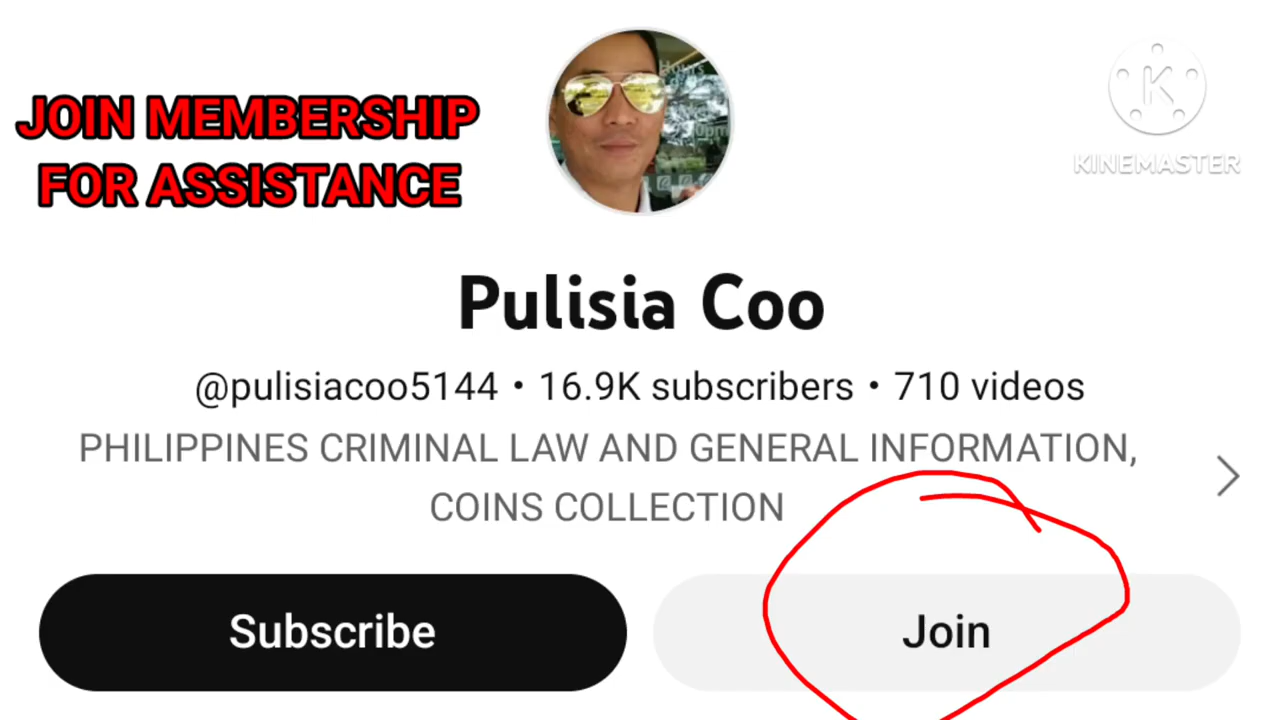 JOIN MEMBERSHIP
FOR ASSISTANCE
KINEMASTER
Pulisia Coo
@pulisiacoo5144 • 16.9K subscribers • 710 videos
PHILIPPINES CRIMINAL LAW AND GENERAL INFORMATION,
COINS COLLECTION
Subscribe
Join